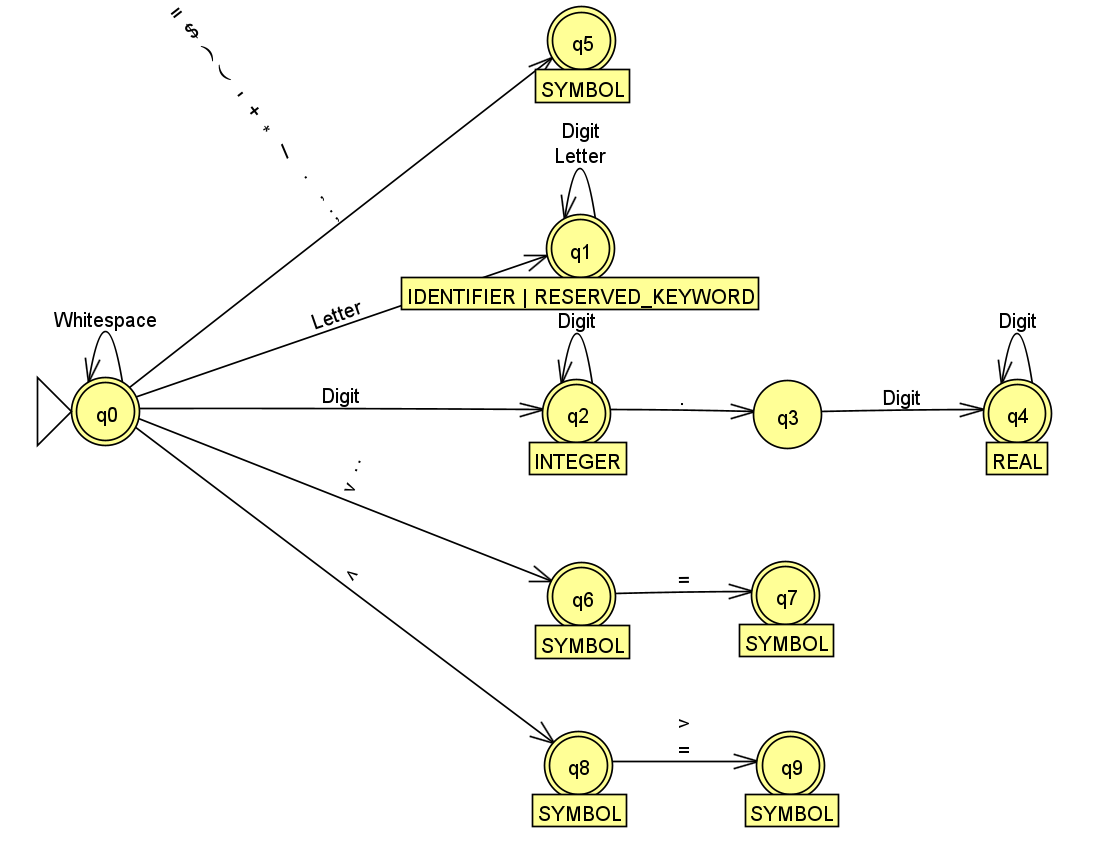 =
$
)
(
-
+
*
/
.
,
;
q5
SYMBOL
Digit
Letter
q1
IDENTIFIER | RESERVED_KEYWORD
Letter
Whitespace
q0
Digit
Digit
q2
INTEGER
.
q3
Digit
Digit
q4
REAL
:
>
q6
SYMBOL
=
q7
SYMBOL
<
q8
SYMBOL
>
=
q9
SYMBOL